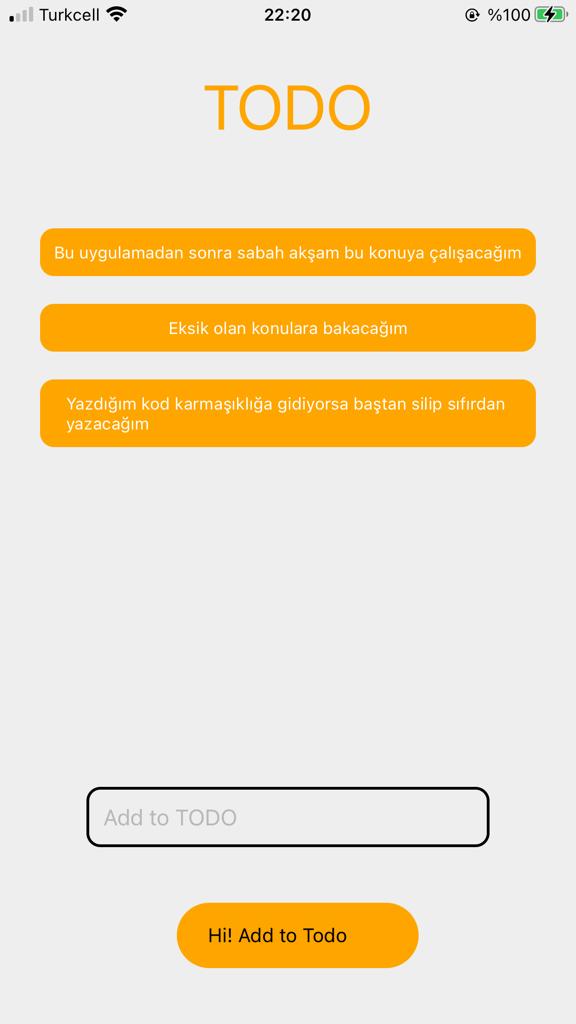 Turkcell 22:20 %100
TODO
Bu uygulamadan sonra sabah akşam bu konuya çalışacağım
Eksik olan konulara bakacağım
Yazdığım kod karmaşıklığa gidiyorsa baştan silip sıfırdan
yazacağım
Add to TODO
Hi! Add to Todo